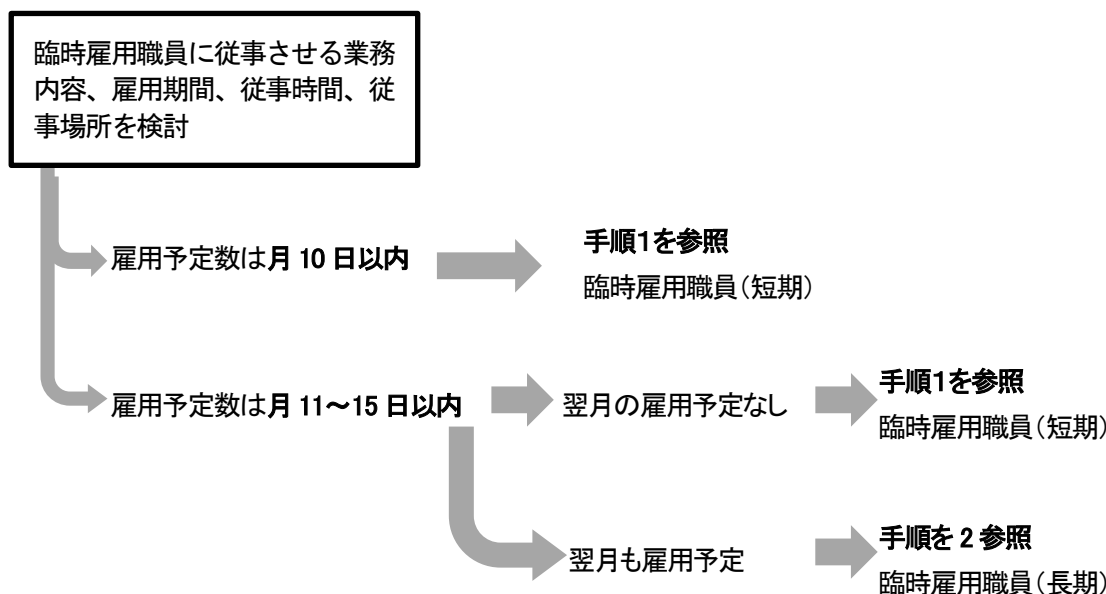 臨時雇用職員に従事させる業務
内容、雇用期間、従事時間、従
事場所を検討
雇用予定数は月 10 日以内
手順1を参照
臨時雇用職員（短期）
雇用予定数は月 11～15 日以内
翌月の雇用予定なし
手順1を参照
臨時雇用職員（短期）
翌月も雇用予定
手順を 2 参照
臨時雇用職員（長期）